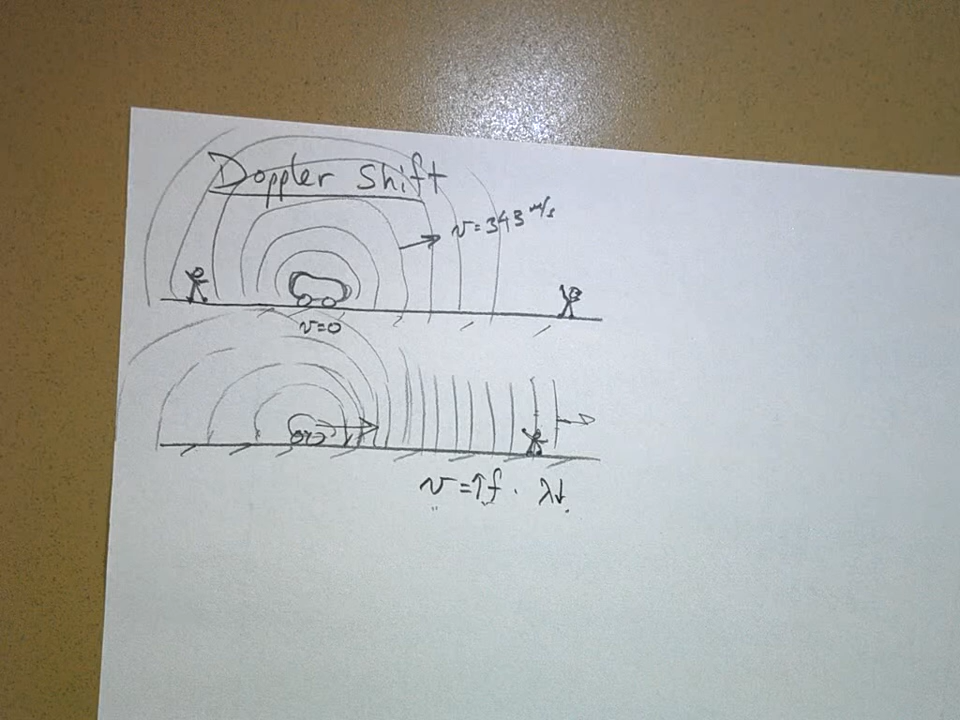 Doppler Shift
v = 343 m/s
v=0
v = ↑f · λ↓